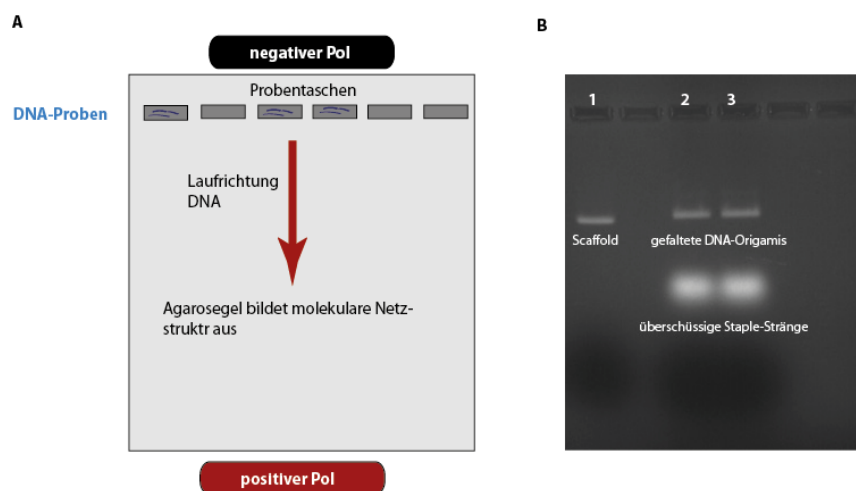 A
negativer Pol
Probentaschen
DNA-Proben
Laufrichtung
DNA
Agarosegel bildet molekulare Netz-
struktr aus
positiver Pol
B
1 2 3
Scaffold gefaltete DNA-Origamis
überschüssige Staple-Stränge